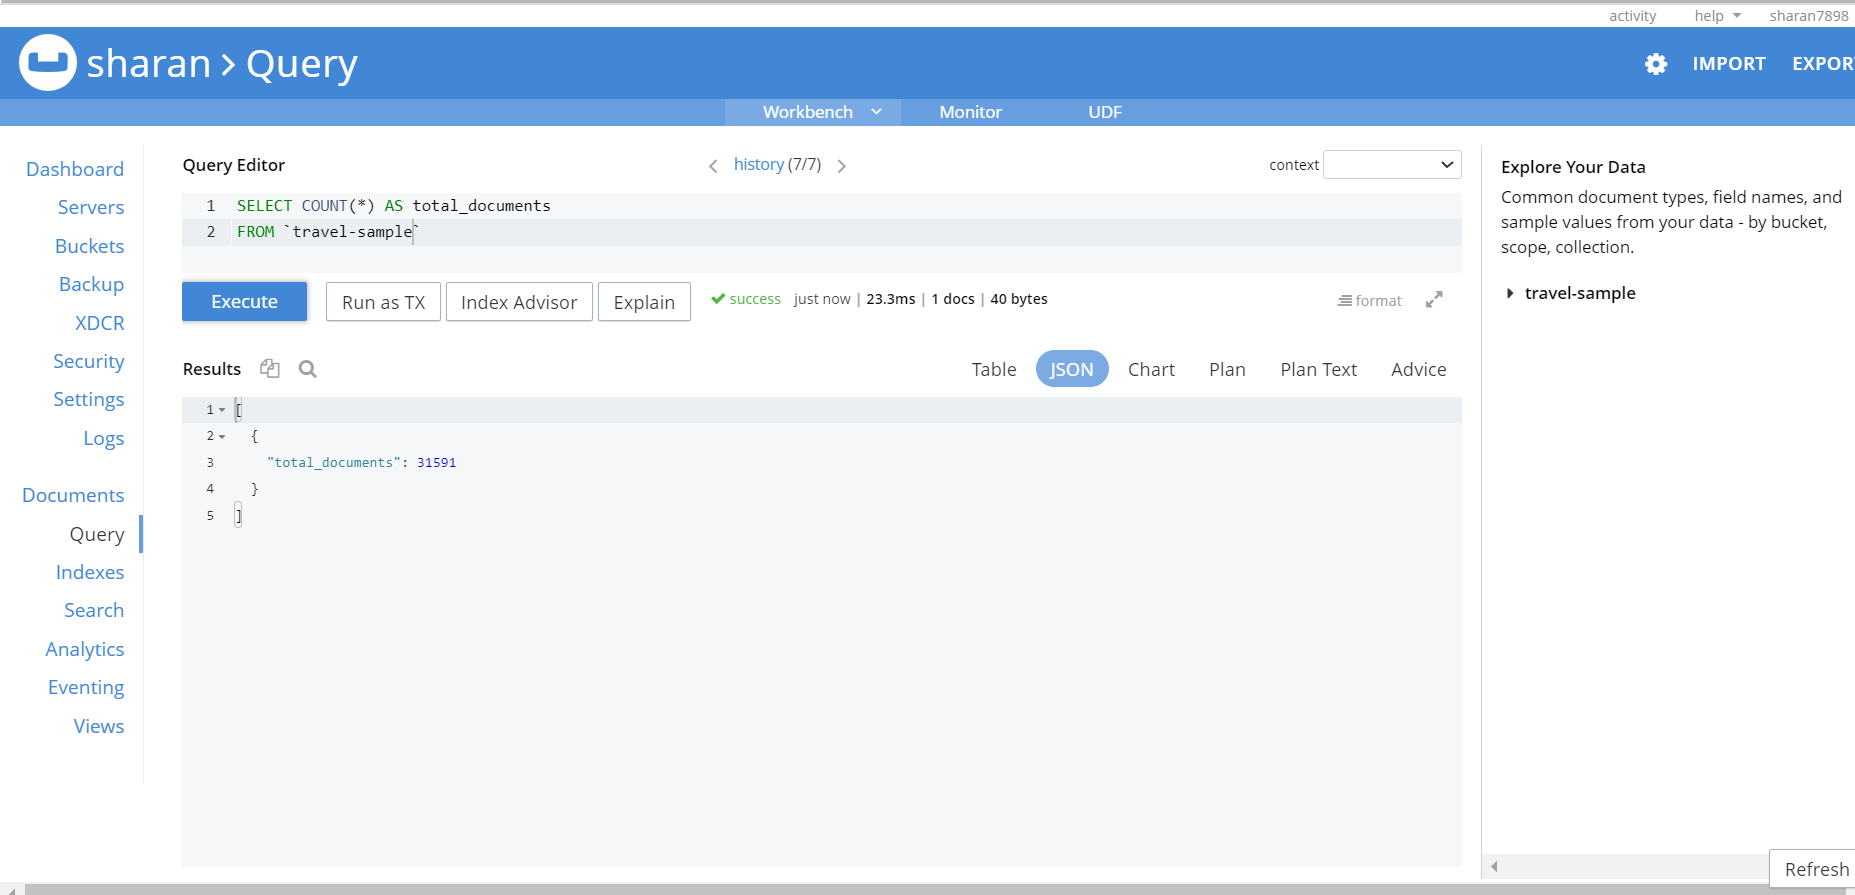 activity help sharan7898
sharan > Query IMPORT EXPOR
Workbench Monitor UDF
Dashboard
Servers
Buckets
Backup
XDCR
Security
Settings
Logs
Documents
Query
Indexes
Search
Analytics
Eventing
Views
Query Editor < history (7/7) > context
1 SELECT COUNT(*) AS total_documents
2 FROM `travel-sample`
Execute Run as TX Index Advisor Explain success just now | 23.3ms | 1 docs | 40 bytes format
Results Table JSON Chart Plan Plan Text Advice
1 [
2 {
3 "total_documents": 31591
4 }
5 ]
Explore Your Data
Common document types, field names, and
sample values from your data - by bucket,
scope, collection.
travel-sample
Refresh